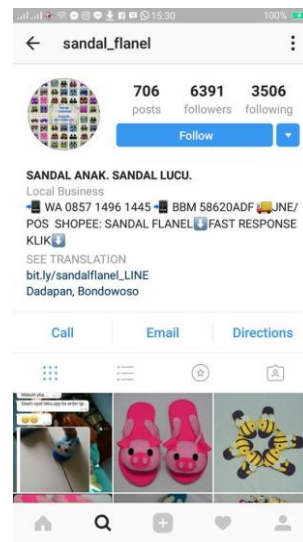 15:30
100%
sandal_flanel
706 6391 3506
posts followers following
Follow
SANDAL ANAK. SANDAL LUCU.
Local Business
WA 0857 1496 1445 BBM 58620ADF JNE/
POS SHOPEE: SANDAL FLANEL FAST RESPONSE
KLIK
SEE TRANSLATION
bit.ly/sandalflanel_LINE
Dadapan, Bondowoso
Call Email Directions